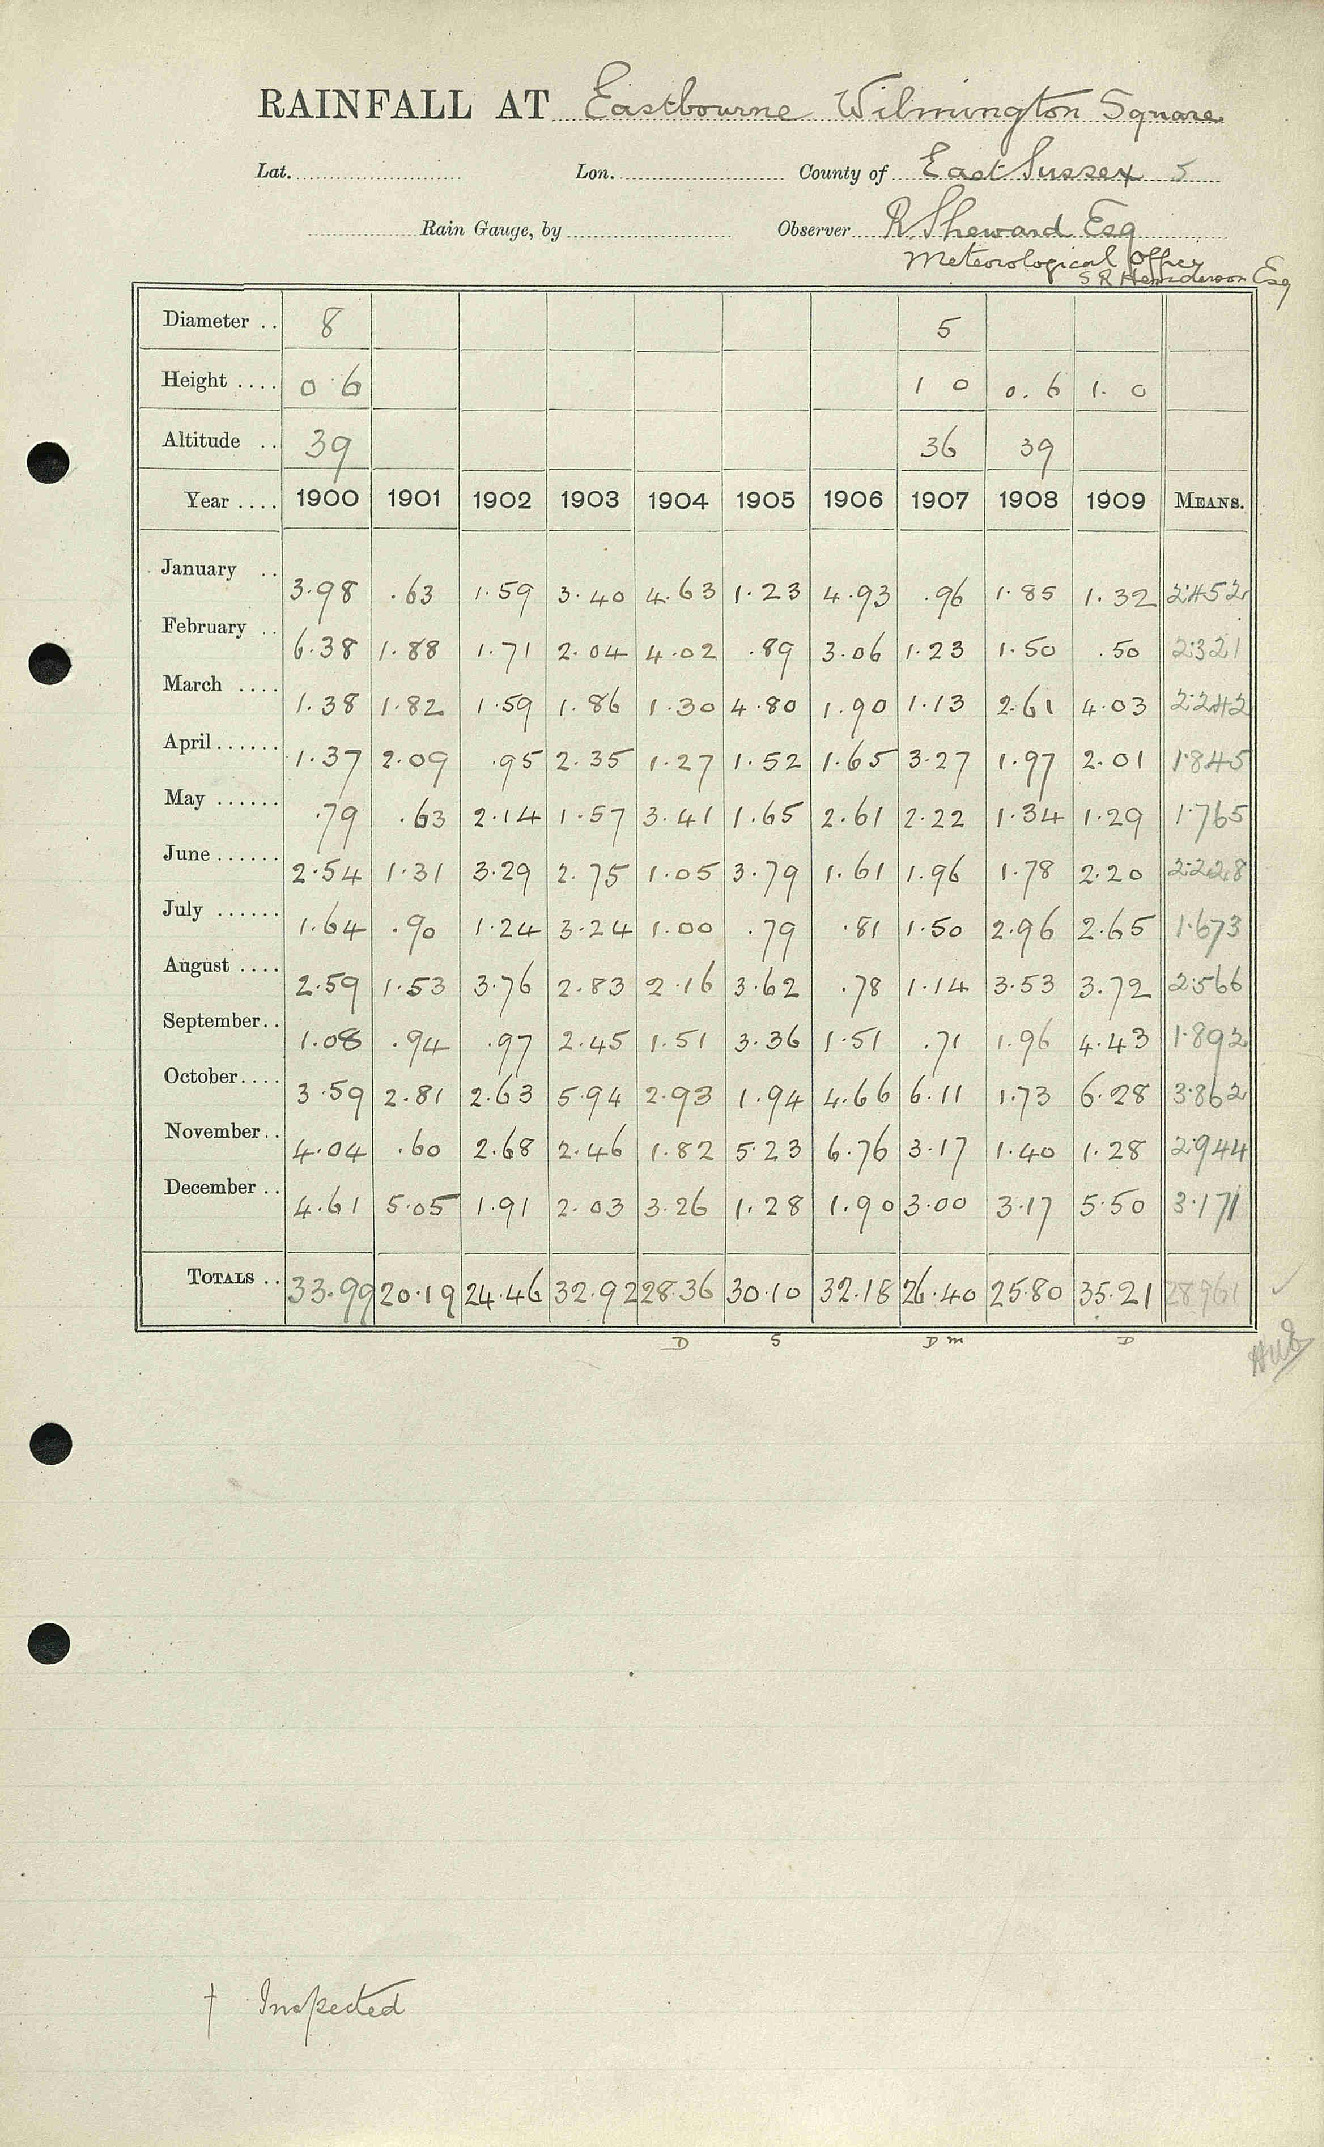 RAINFALL AT Eastbourne Wilmington Square
Lat. Lon. County of East Sussex 5
Rain Gauge, by Observer R Sheward Esq
Meteorological Office
S R Henderson Esq
Diameter .. 8 5
Height .... 0 6 1 0 0.6 1.0
Altitude .. 39 36 39
Year .... 1900 1901 1902 1903 1904 1905 1906 1907 1908 1909 MEANS.
January .. 3.98 .63 1.59 3.40 4.63 1.23 4.93 .96 1.85 1.32 2.452
February .. 6.38 1.88 1.71 2.04 4.02 .89 3.06 1.23 1.50 .50 2.321
March .... 1.38 1.82 1.59 1.86 1.30 4.80 1.90 1.13 2.61 4.03 2.242
April...... 1.37 2.09 .95 2.35 1.27 1.52 1.65 3.27 1.97 2.01 1.845
May ...... .79 .63 2.14 1.57 3.41 1.65 2.61 2.22 1.34 1.29 1.765
June...... 2.54 1.31 3.29 2.75 1.05 3.79 1.61 1.96 1.78 2.20 2.228
July ...... 1.64 .90 1.24 3.24 1.00 .79 .81 1.50 2.96 2.65 1.673
August .... 2.59 1.53 3.76 2.83 2.16 3.62 .78 1.14 3.53 3.72 2.566
September.. 1.08 .94 .97 2.45 1.51 3.36 1.51 .71 1.96 4.43 1.892
October.... 3.59 2.81 2.63 5.94 2.93 1.94 4.66 6.11 1.73 6.28 3.862
November.. 4.04 .60 2.68 2.46 1.82 5.23 6.76 3.17 1.40 1.28 2.944
December .. 4.61 5.05 1.91 2.03 3.26 1.28 1.90 3.00 3.17 5.50 3.171
TOTALS .. 33.99 20.19 24.46 32.92 28.36 30.10 32.18 26.40 25.80 35.21 28.961
D S D m D
† Inspected